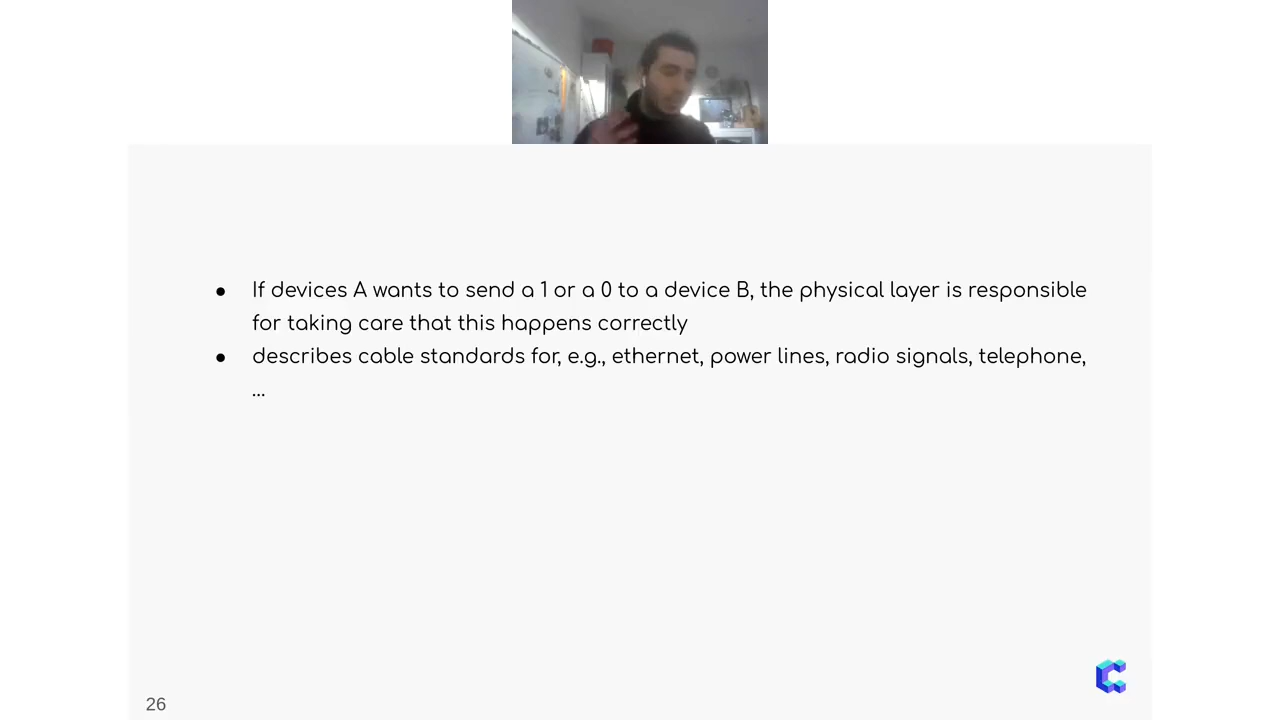 ● If devices A wants to send a 1 or a 0 to a device B, the physical layer is responsible
for taking care that this happens correctly
● describes cable standards for, e.g., ethernet, power lines, radio signals, telephone,
...
26